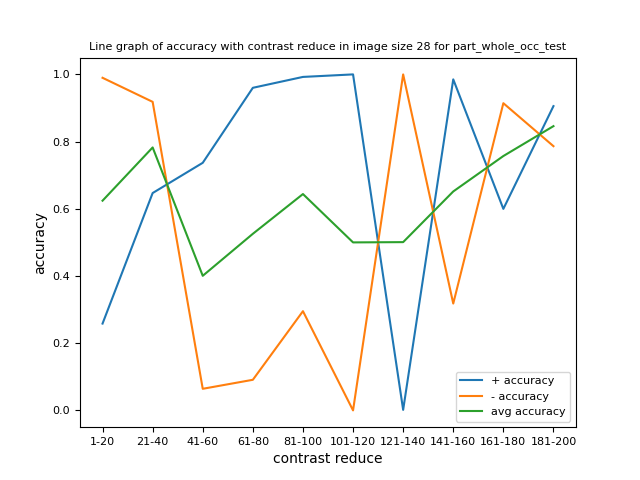 Line graph of accuracy with contrast reduce in image size 28 for part_whole_occ_test
accuracy
1.0
0.8
0.6
0.4
0.2
0.0
+ accuracy
- accuracy
avg accuracy
1-20 21-40 41-60 61-80 81-100 101-120 121-140 141-160 161-180 181-200
contrast reduce